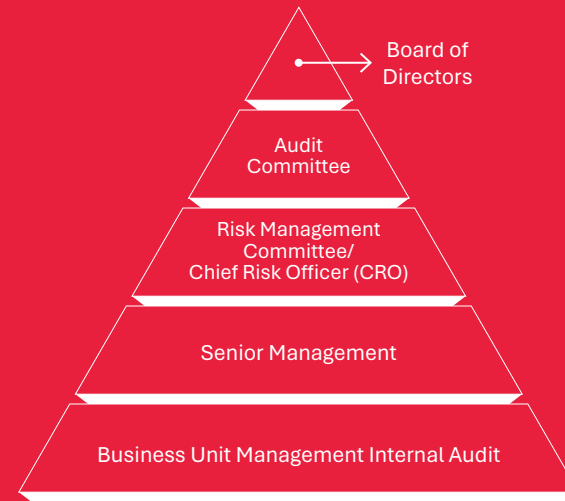 Board of
Directors
Audit
Committee
Risk Management
Committee/
Chief Risk Officer (CRO)
Senior Management
Business Unit Management Internal Audit